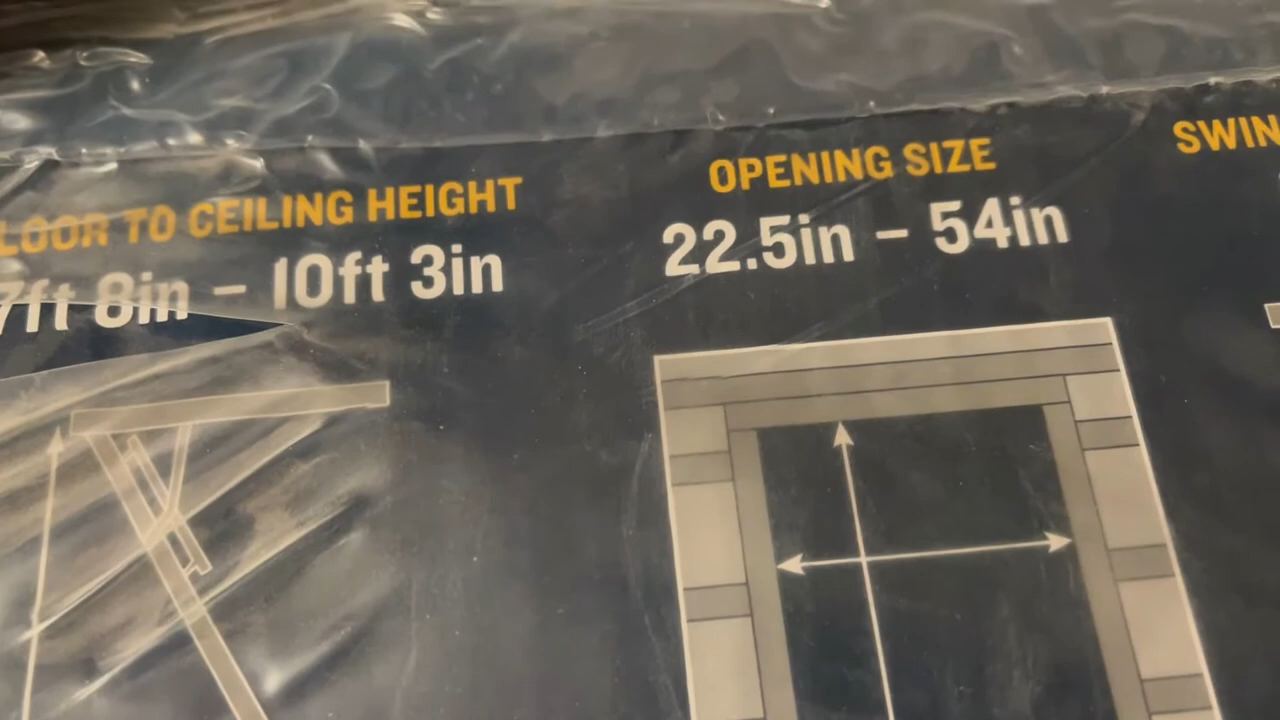 LOOR TO CEILING HEIGHT
7ft 8in – 10ft 3in
OPENING SIZE
22.5in – 54in
SWIN